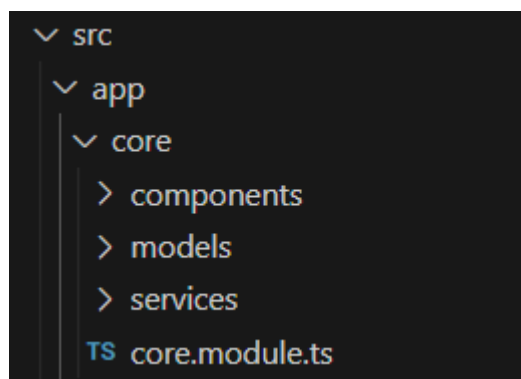 src
app
core
components
models
services
TS core.module.ts